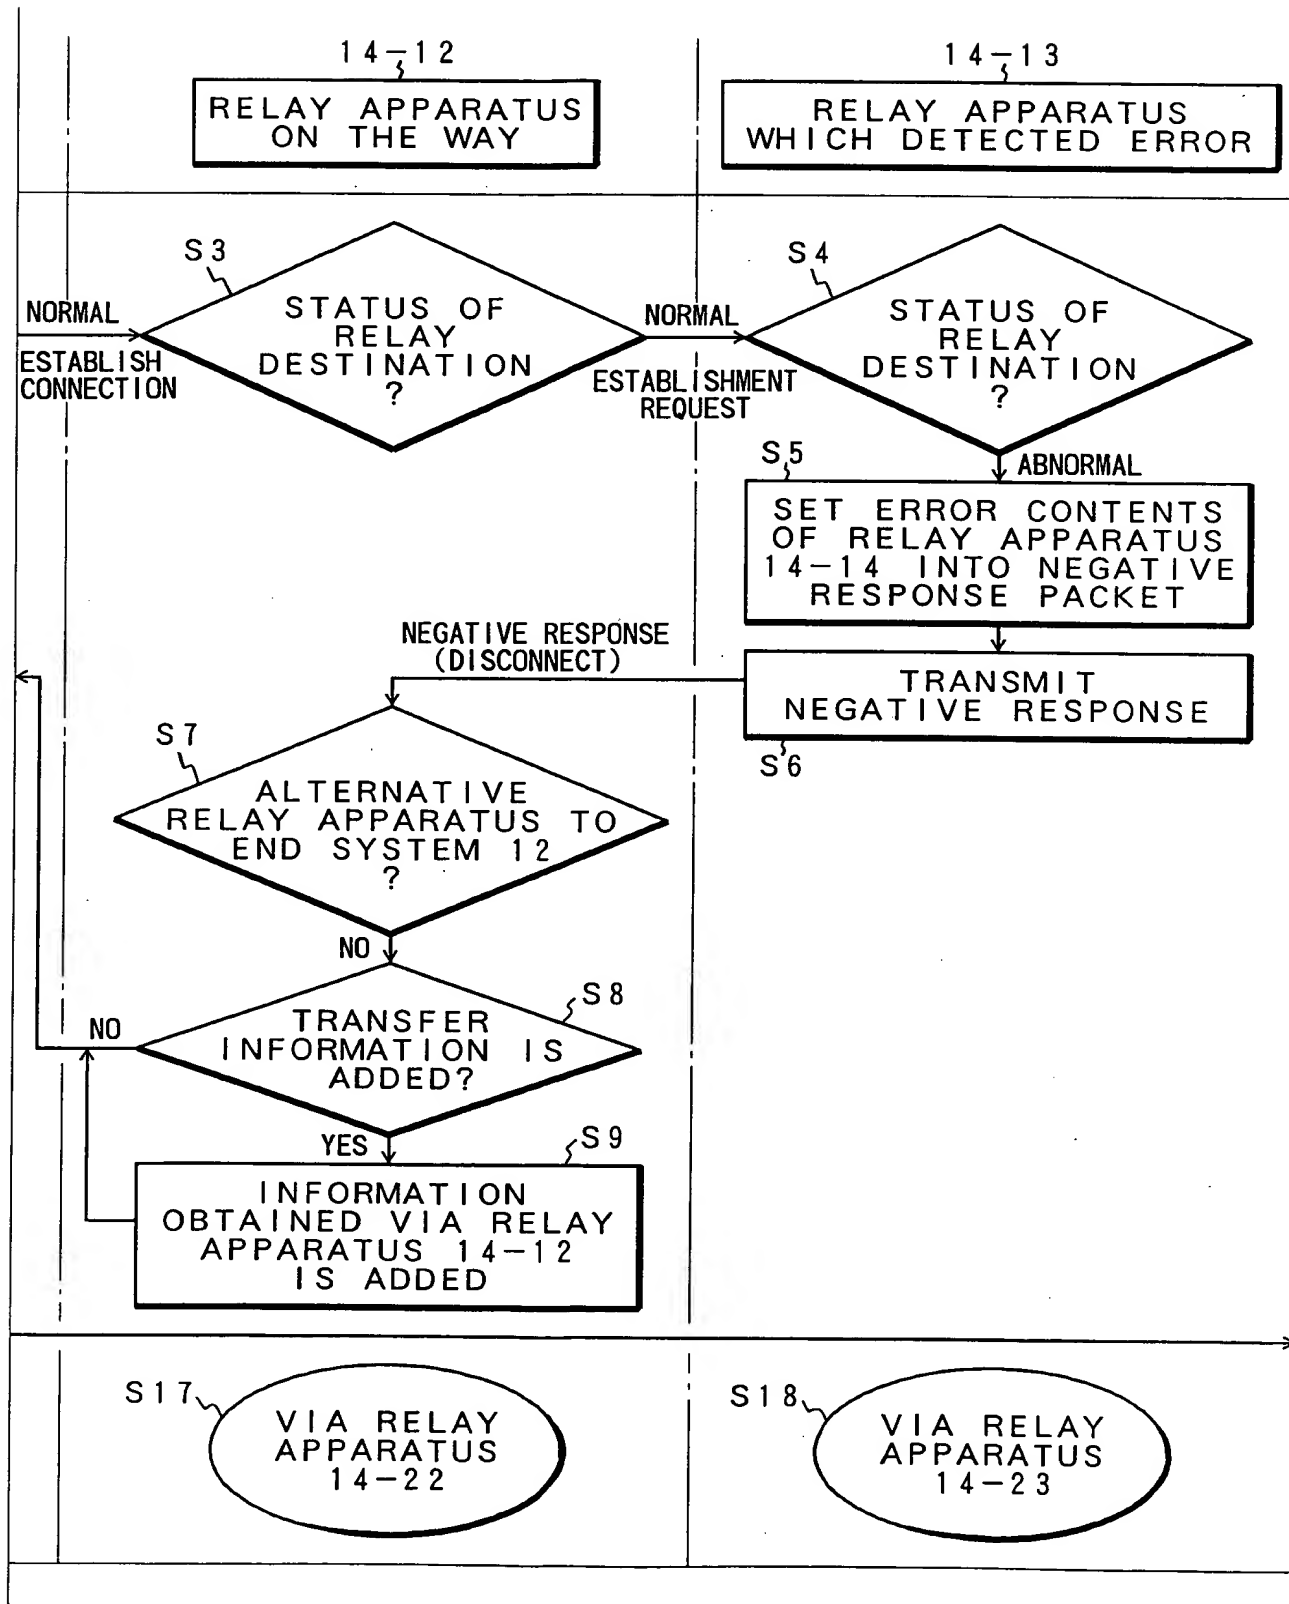 14-12
RELAY APPARATUS
ON THE WAY
14-13
RELAY APPARATUS
WHICH DETECTED ERROR
S3
STATUS OF
RELAY
DESTINATION
?
NORMAL
ESTABLISH
CONNECTION
NORMAL
ESTABLISHMENT
REQUEST
S4
STATUS OF
RELAY
DESTINATION
?
ABNORMAL
S5
SET ERROR CONTENTS
OF RELAY APPARATUS
14-14 INTO NEGATIVE
RESPONSE PACKET
NEGATIVE RESPONSE
(DISCONNECT)
TRANSMIT
NEGATIVE RESPONSE
S6
S7
ALTERNATIVE
RELAY APPARATUS TO
END SYSTEM 12
?
NO
S8
TRANSFER
INFORMATION IS
ADDED?
NO
YES
S9
INFORMATION
OBTAINED VIA RELAY
APPARATUS 14-12
IS ADDED
S17
VIA RELAY
APPARATUS
14-22
S18
VIA RELAY
APPARATUS
14-23